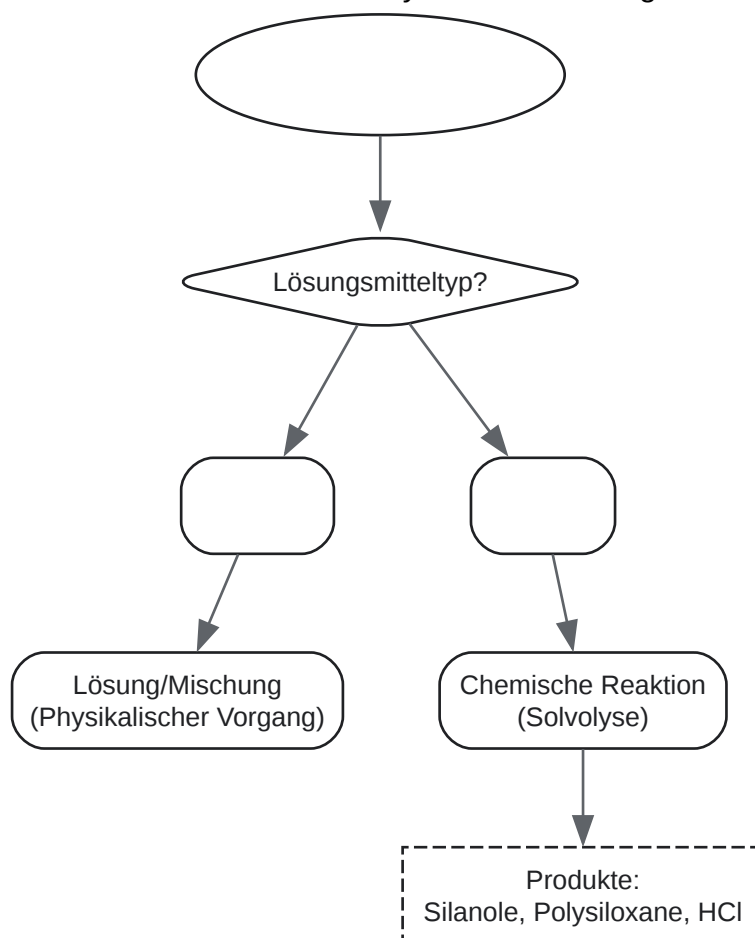 Lösungsmitteltyp?
Lösung/Mischung
(Physikalischer Vorgang)
Chemische Reaktion
(Solvolyse)
Produkte:
Silanole, Polysiloxane, HCl